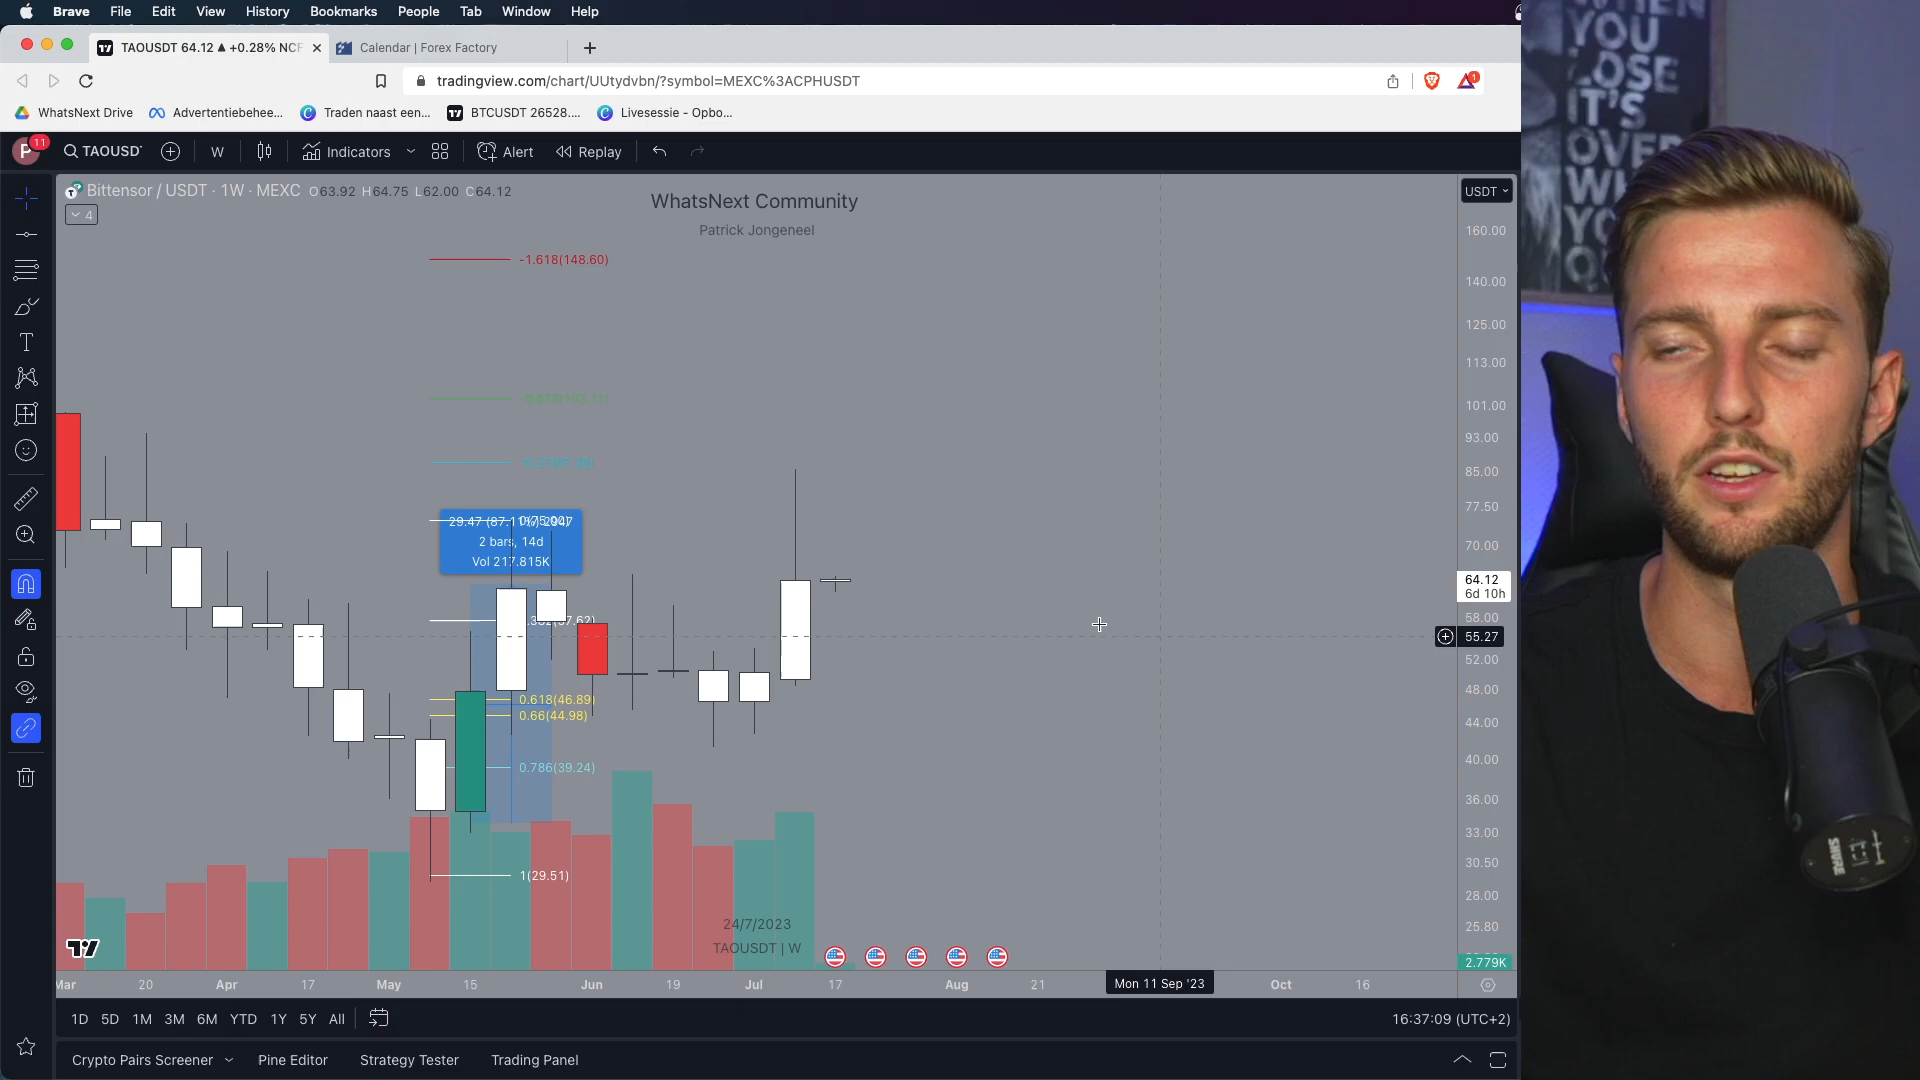 Brave File Edit View History Bookmarks People Tab Window Help
TAOUSDT 64.12 ▲ +0.28% NCF
Calendar | Forex Factory
tradingview.com/chart/UUtydvbn/?symbol=MEXC%3ACPHUSDT
1
WhatsNext Drive Advertentiebehee... Traden naast een... BTCUSDT 26528.... Livesessie - Opbo...
P 11 TAOUSD W Indicators Alert Replay
Bittensor / USDT · 1W · MEXC O63.92 H64.75 L62.00 C64.12
4
WhatsNext Community
Patrick Jongeneel
USDT
160.00
-1.618(148.60)
140.00
125.00
113.00
101.00
93.00
85.00
77.50
2 bars, 14d
Vol 217.815K
70.00
64.12
6d 10h
58.00
55.27
52.00
48.00
0.618(46.89)
0.66(44.98)
44.00
40.00
0.786(39.24)
36.00
33.00
30.50
1(29.51)
28.00
25.80
24/7/2023
TAOUSDT | W
2.779K
Mar 20 Apr 17 May 15 Jun 19 Jul 17 Aug 21 Mon 11 Sep '23 Oct 16
1D 5D 1M 3M 6M YTD 1Y 5Y All
16:37:09 (UTC+2)
Crypto Pairs Screener Pine Editor Strategy Tester Trading Panel
WHEN
YOU
LOSE
IT'S
OVER
SHURE